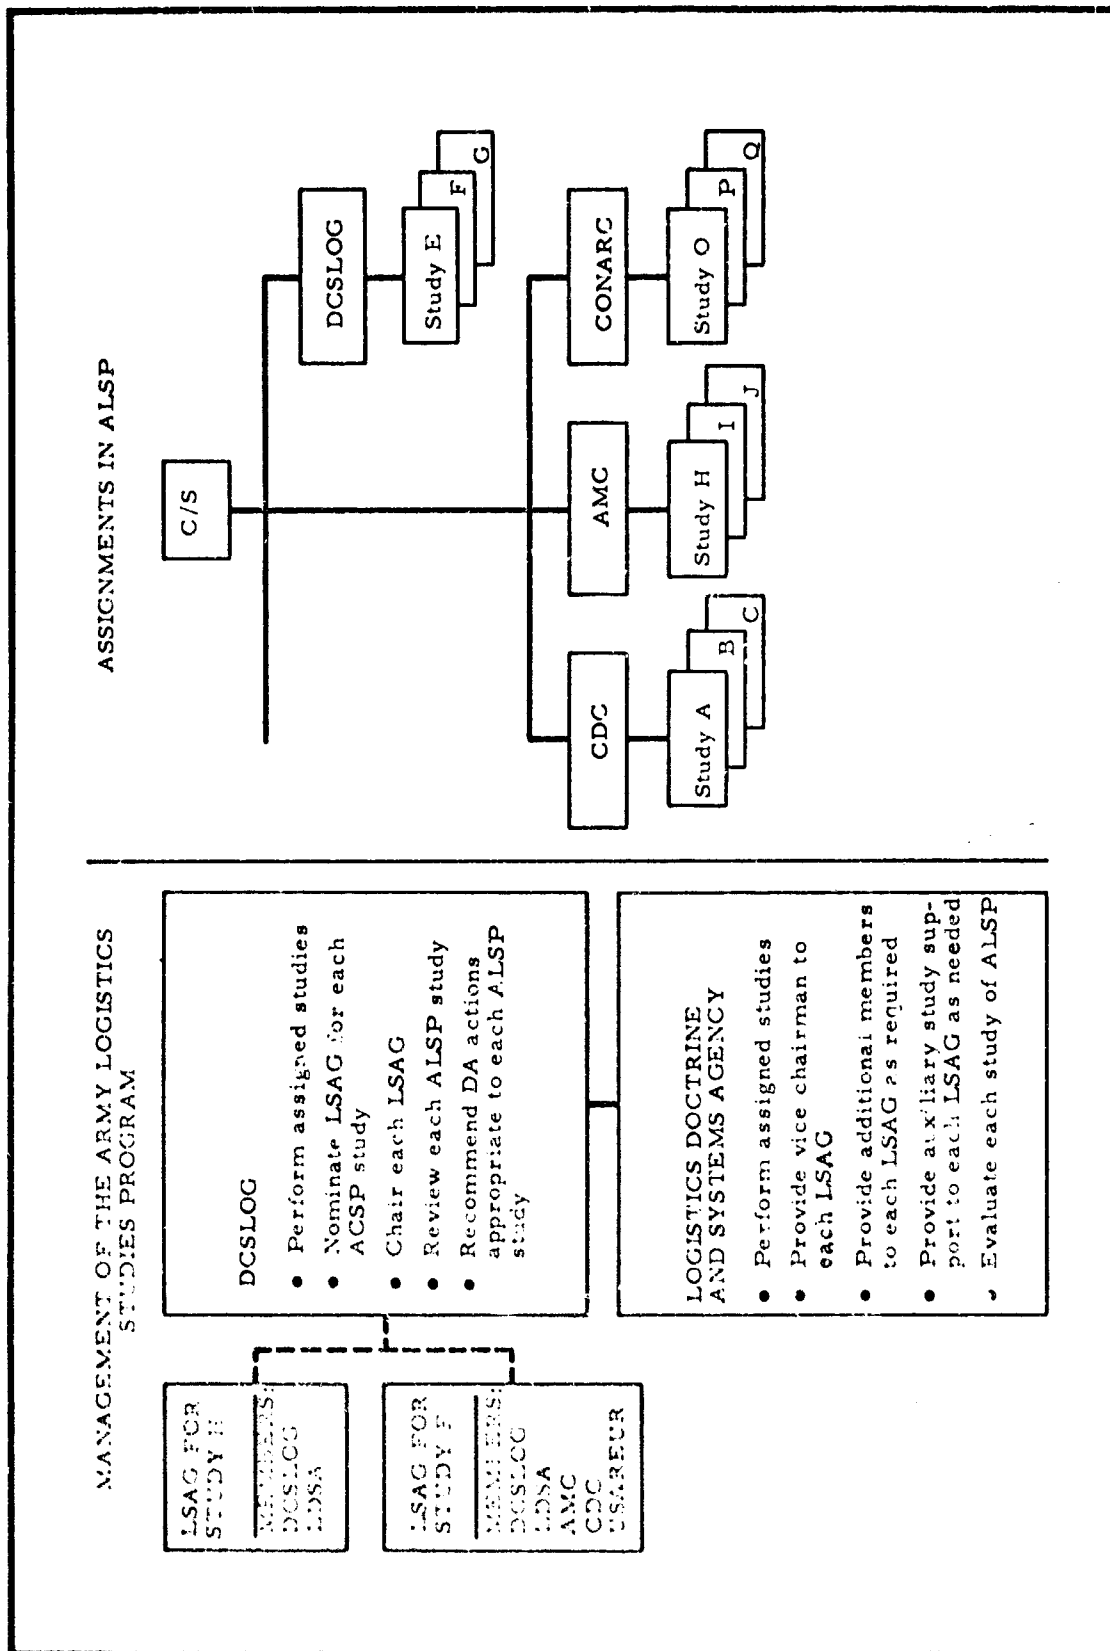 MANAGEMENT OF THE ARMY LOGISTICS
STUDIES PROGRAM
LSAG FOR
STUDY H
MEMBERS:
DCSLOG
LDSA
LSAG FOR
STUDY F
MEMBERS:
DCSLOG
LDSA
AMC
CDC
USAREUR
DCSLOG
• Perform assigned studies
• Nominate LSAG for each
ACSP study
• Chair each LSAG
• Review each ALSP study
• Recommend DA actions
appropriate to each ALSP
study
LOGISTICS DOCTRINE
AND SYSTEMS AGENCY
• Perform assigned studies
• Provide vice chairman to
each LSAG
• Provide additional members
to each LSAG as required
• Provide auxiliary study sup-
port to each LSAG as needed
• Evaluate each study of ALSP
ASSIGNMENTS IN ALSP
C/S
DCSLOG
Study E
F
G
CDC
AMC
CONARC
Study A
B
C
Study H
I
J
Study O
P
Q